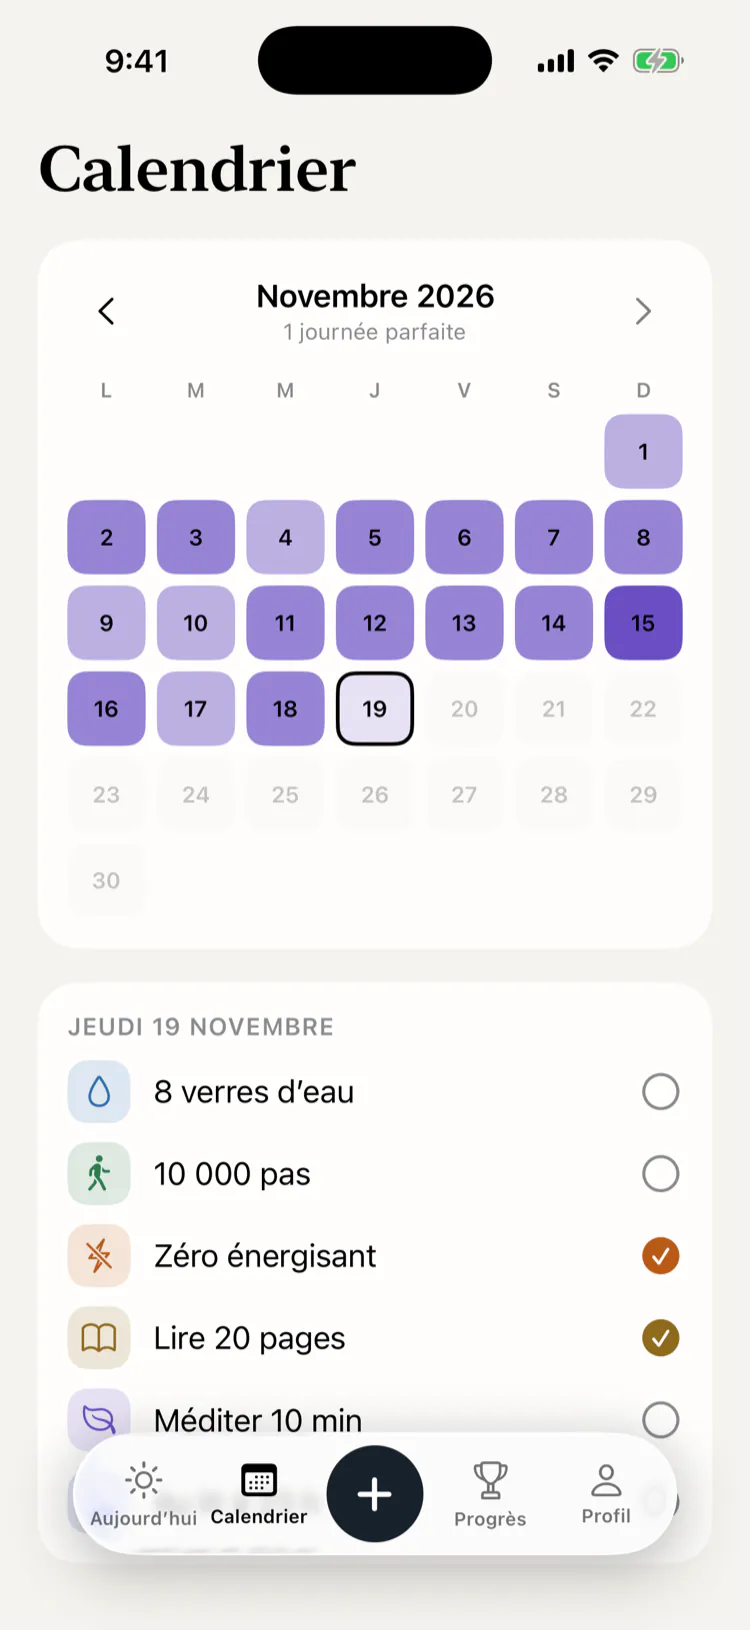 9:41
Calendrier
Novembre 2026
1 journée parfaite
L M M J V S D
1
2 3 4 5 6 7 8
9 10 11 12 13 14 15
16 17 18 19 20 21 22
23 24 25 26 27 28 29
30
JEUDI 19 NOVEMBRE
8 verres d’eau
10 000 pas
Zéro énergisant
Lire 20 pages
Méditer 10 min
Aujourd’hui Calendrier Progrès Profil